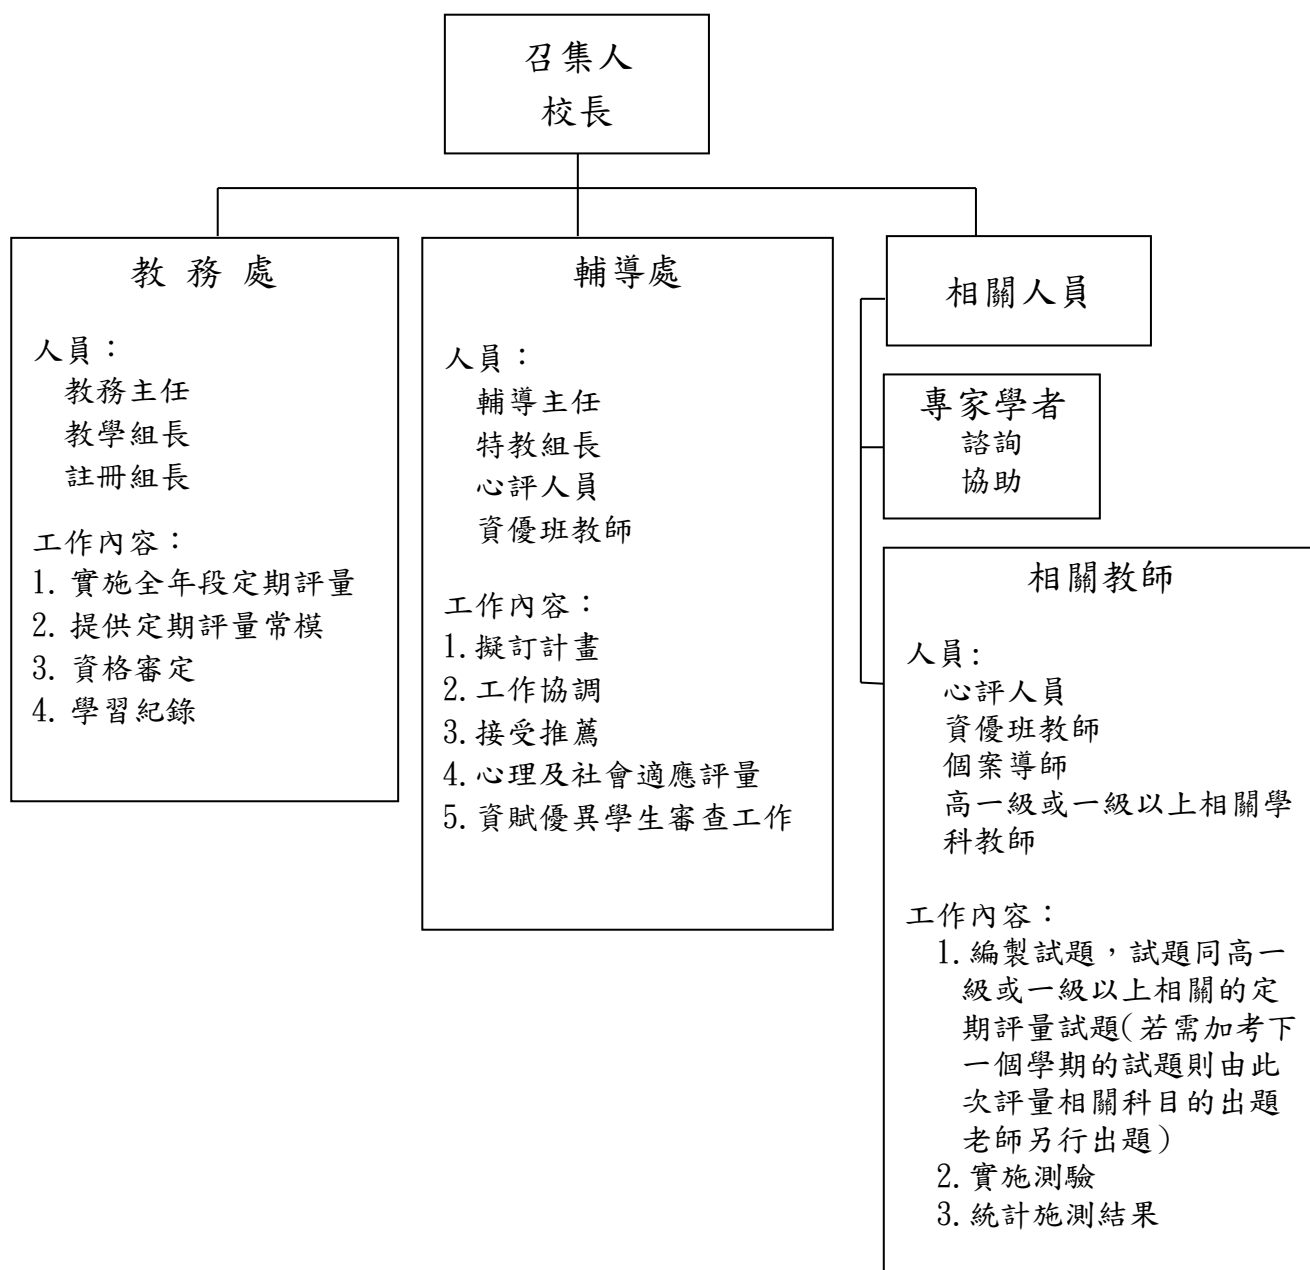 召集人
校長
教 務 處
人員：
教務主任
教學組長
註冊組長
工作內容：
1. 實施全年段定期評量
2. 提供定期評量常模
3. 資格審定
4. 學習紀錄
輔導處
人員：
輔導主任
特教組長
心評人員
資優班教師
工作內容：
1. 擬訂計畫
2. 工作協調
3. 接受推薦
4. 心理及社會適應評量
5. 資賦優異學生審查工作
相關人員
專家學者
諮詢
協助
相關教師
人員:
心評人員
資優班教師
個案導師
高一級或一級以上相關學
科教師
工作內容：
1. 編製試題，試題同高一
級或一級以上相關的定
期評量試題(若需加考下
一個學期的試題則由此
次評量相關科目的出題
老師另行出題)
2. 實施測驗
3. 統計施測結果